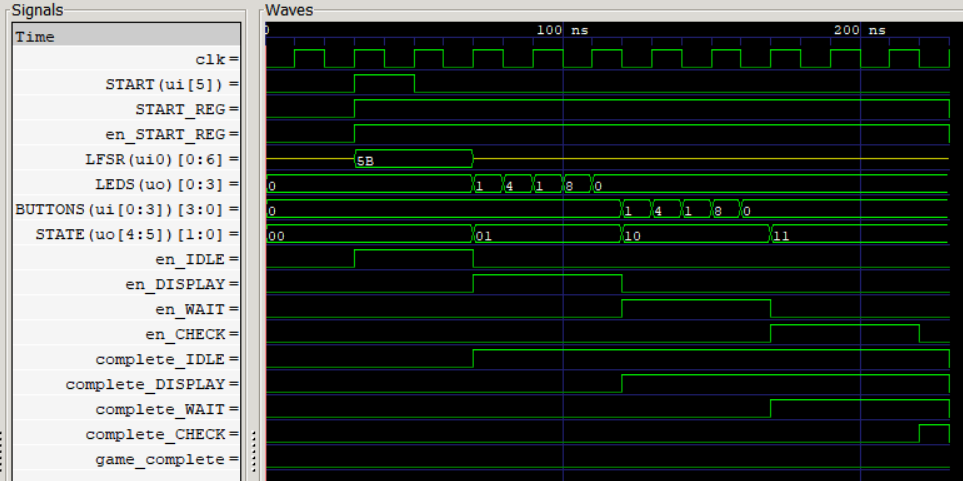 Signals
Waves
Time
0 100 ns 200 ns
clk=
START(ui[5])=
START_REG=
en_START_REG=
LFSR(ui0)[0:6]= 5B
LEDS(uo)[0:3]= 0 1 4 1 8 0
BUTTONS(ui[0:3])[3:0]= 0 1 4 1 8 0
STATE(uo[4:5])[1:0]= 00 01 10 11
en_IDLE=
en_DISPLAY=
en_WAIT=
en_CHECK=
complete_IDLE=
complete_DISPLAY=
complete_WAIT=
complete_CHECK=
game_complete=